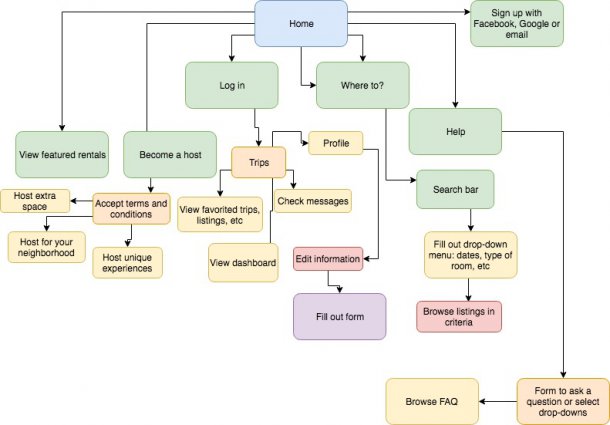 Home
Sign up with
Facebook, Google or
email
Log in
Where to?
Help
View featured rentals
Become a host
Trips
Profile
Search bar
Host extra
space
Accept terms and
conditions
View favorited trips,
listings, etc
Check messages
Host for your
neighborhood
Host unique
experiences
View dashboard
Edit information
Fill out drop-down
menu: dates, type of
room, etc
Fill out form
Browse listings in
criteria
Browse FAQ
Form to ask a
question or select
drop-downs